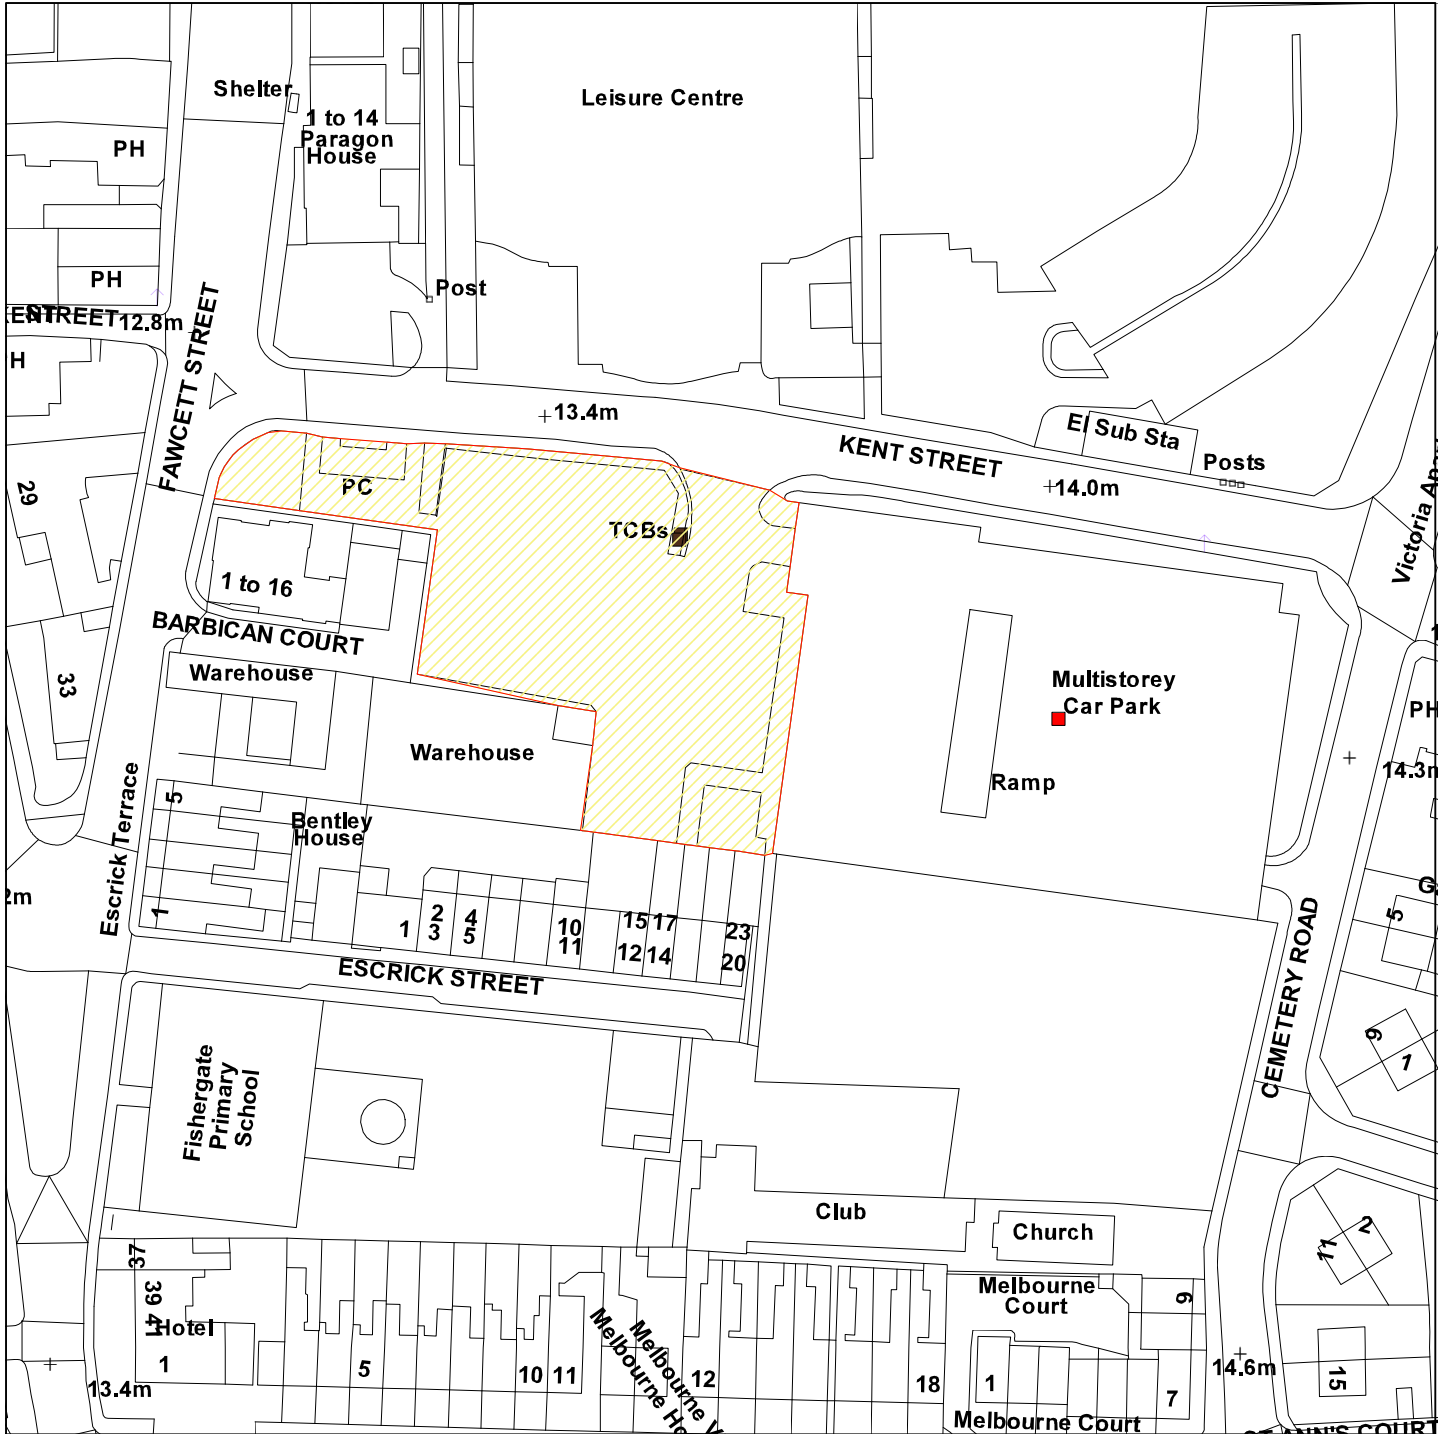 Shelter
Leisure Centre
1 to 14
Paragon
House
PH
PH
Post
STREET
12.8m
H
FAWCETT STREET
13.4m
KENT STREET
El Sub Sta
Posts
14.0m
29
PC
TCBs
1 to 16
BARBICAN COURT
Warehouse
33
Warehouse
Multistorey
Car Park
Ramp
PH
14.3m
Escrick Terrace
5
1
Bentley
House
2m
1
2
3
4
5
10
11
15
17
12
14
23
20
ESCRICK STREET
5
9
1
CEMETERY ROAD
Fishergate
Primary
School
Club
Church
2
11
37
39
41
Hotel
1
13.4m
5
10
11
12
18
Melbourne
Court
9
1
7
14.6m
15
Melbourne Court